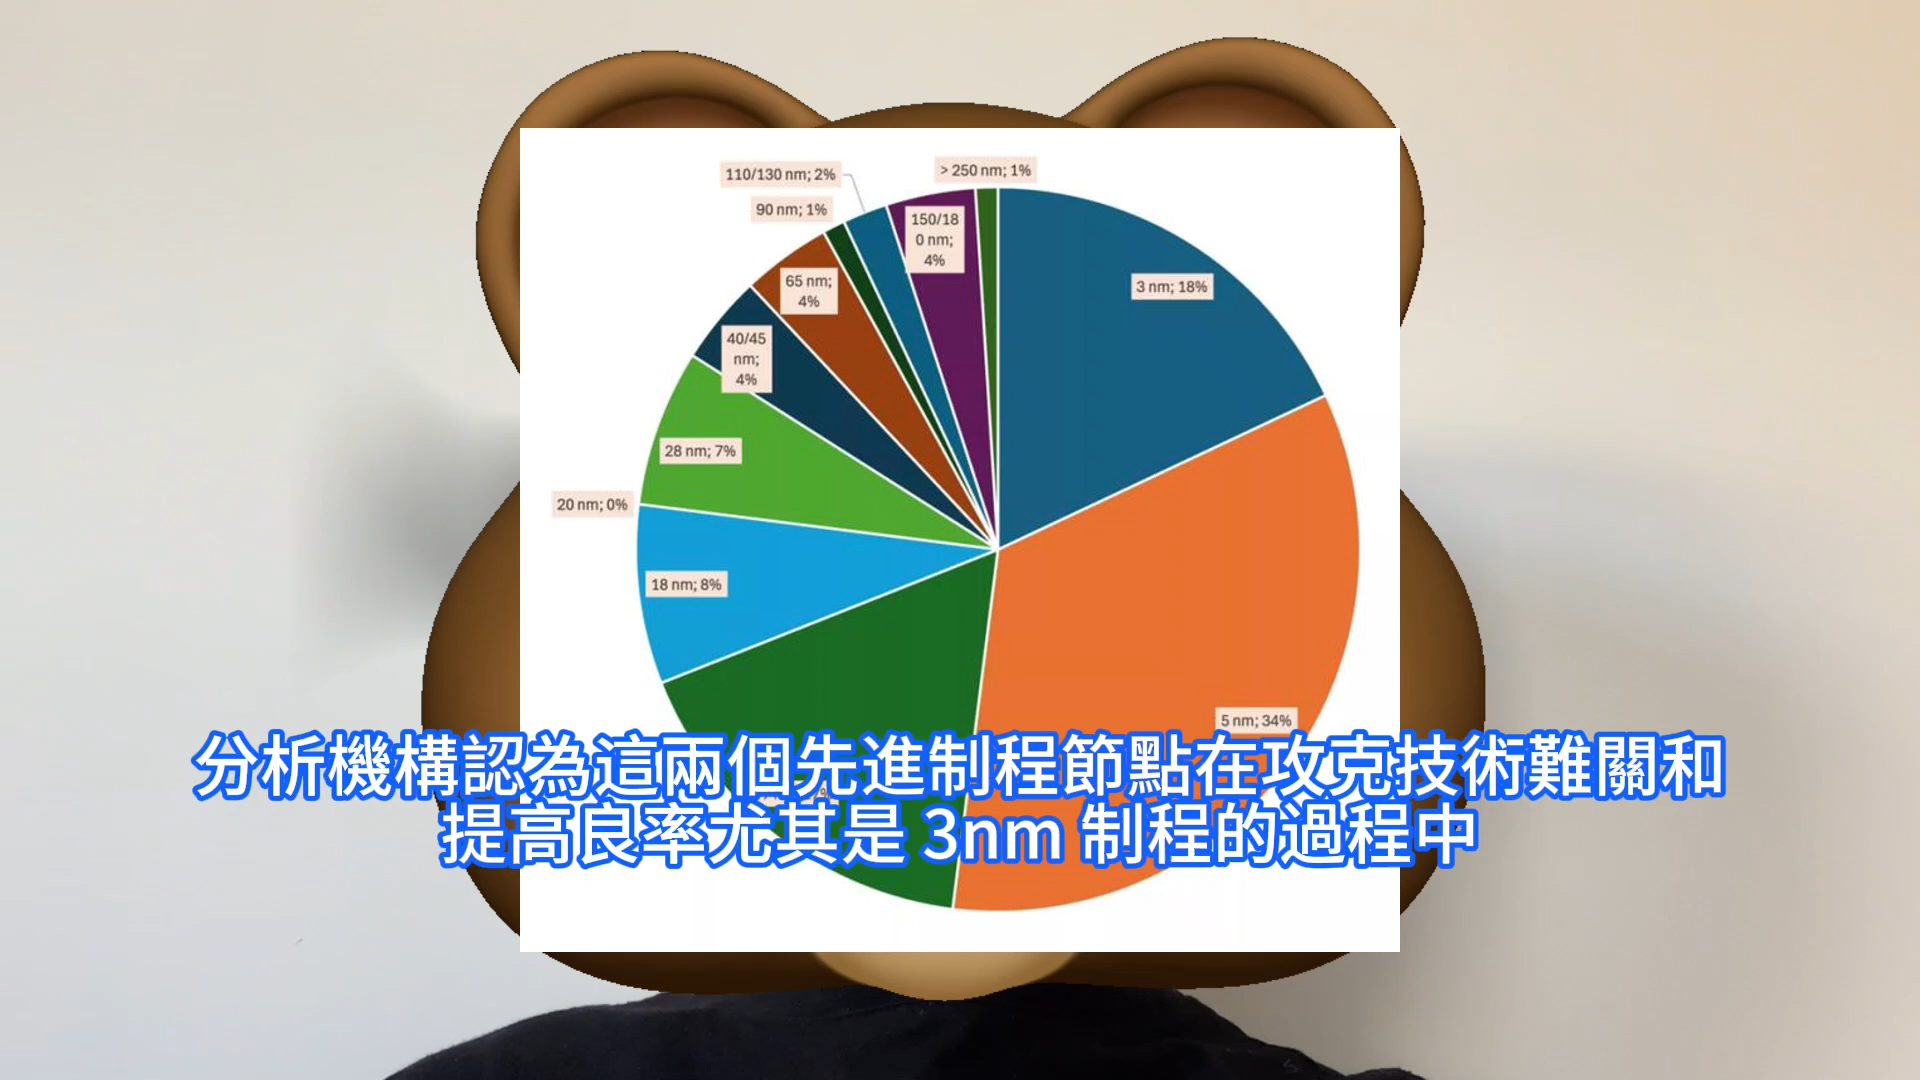 110/130 nm; 2%
> 250 nm; 1%
90 nm; 1%
150/18
0 nm;
4%
65 nm;
4%
3 nm; 18%
40/45
nm;
4%
28 nm; 7%
20 nm; 0%
18 nm; 8%
5 nm; 34%
分析機構認為這兩個先進制程節點在攻克技術難關和
提高良率尤其是 3nm 制程的過程中